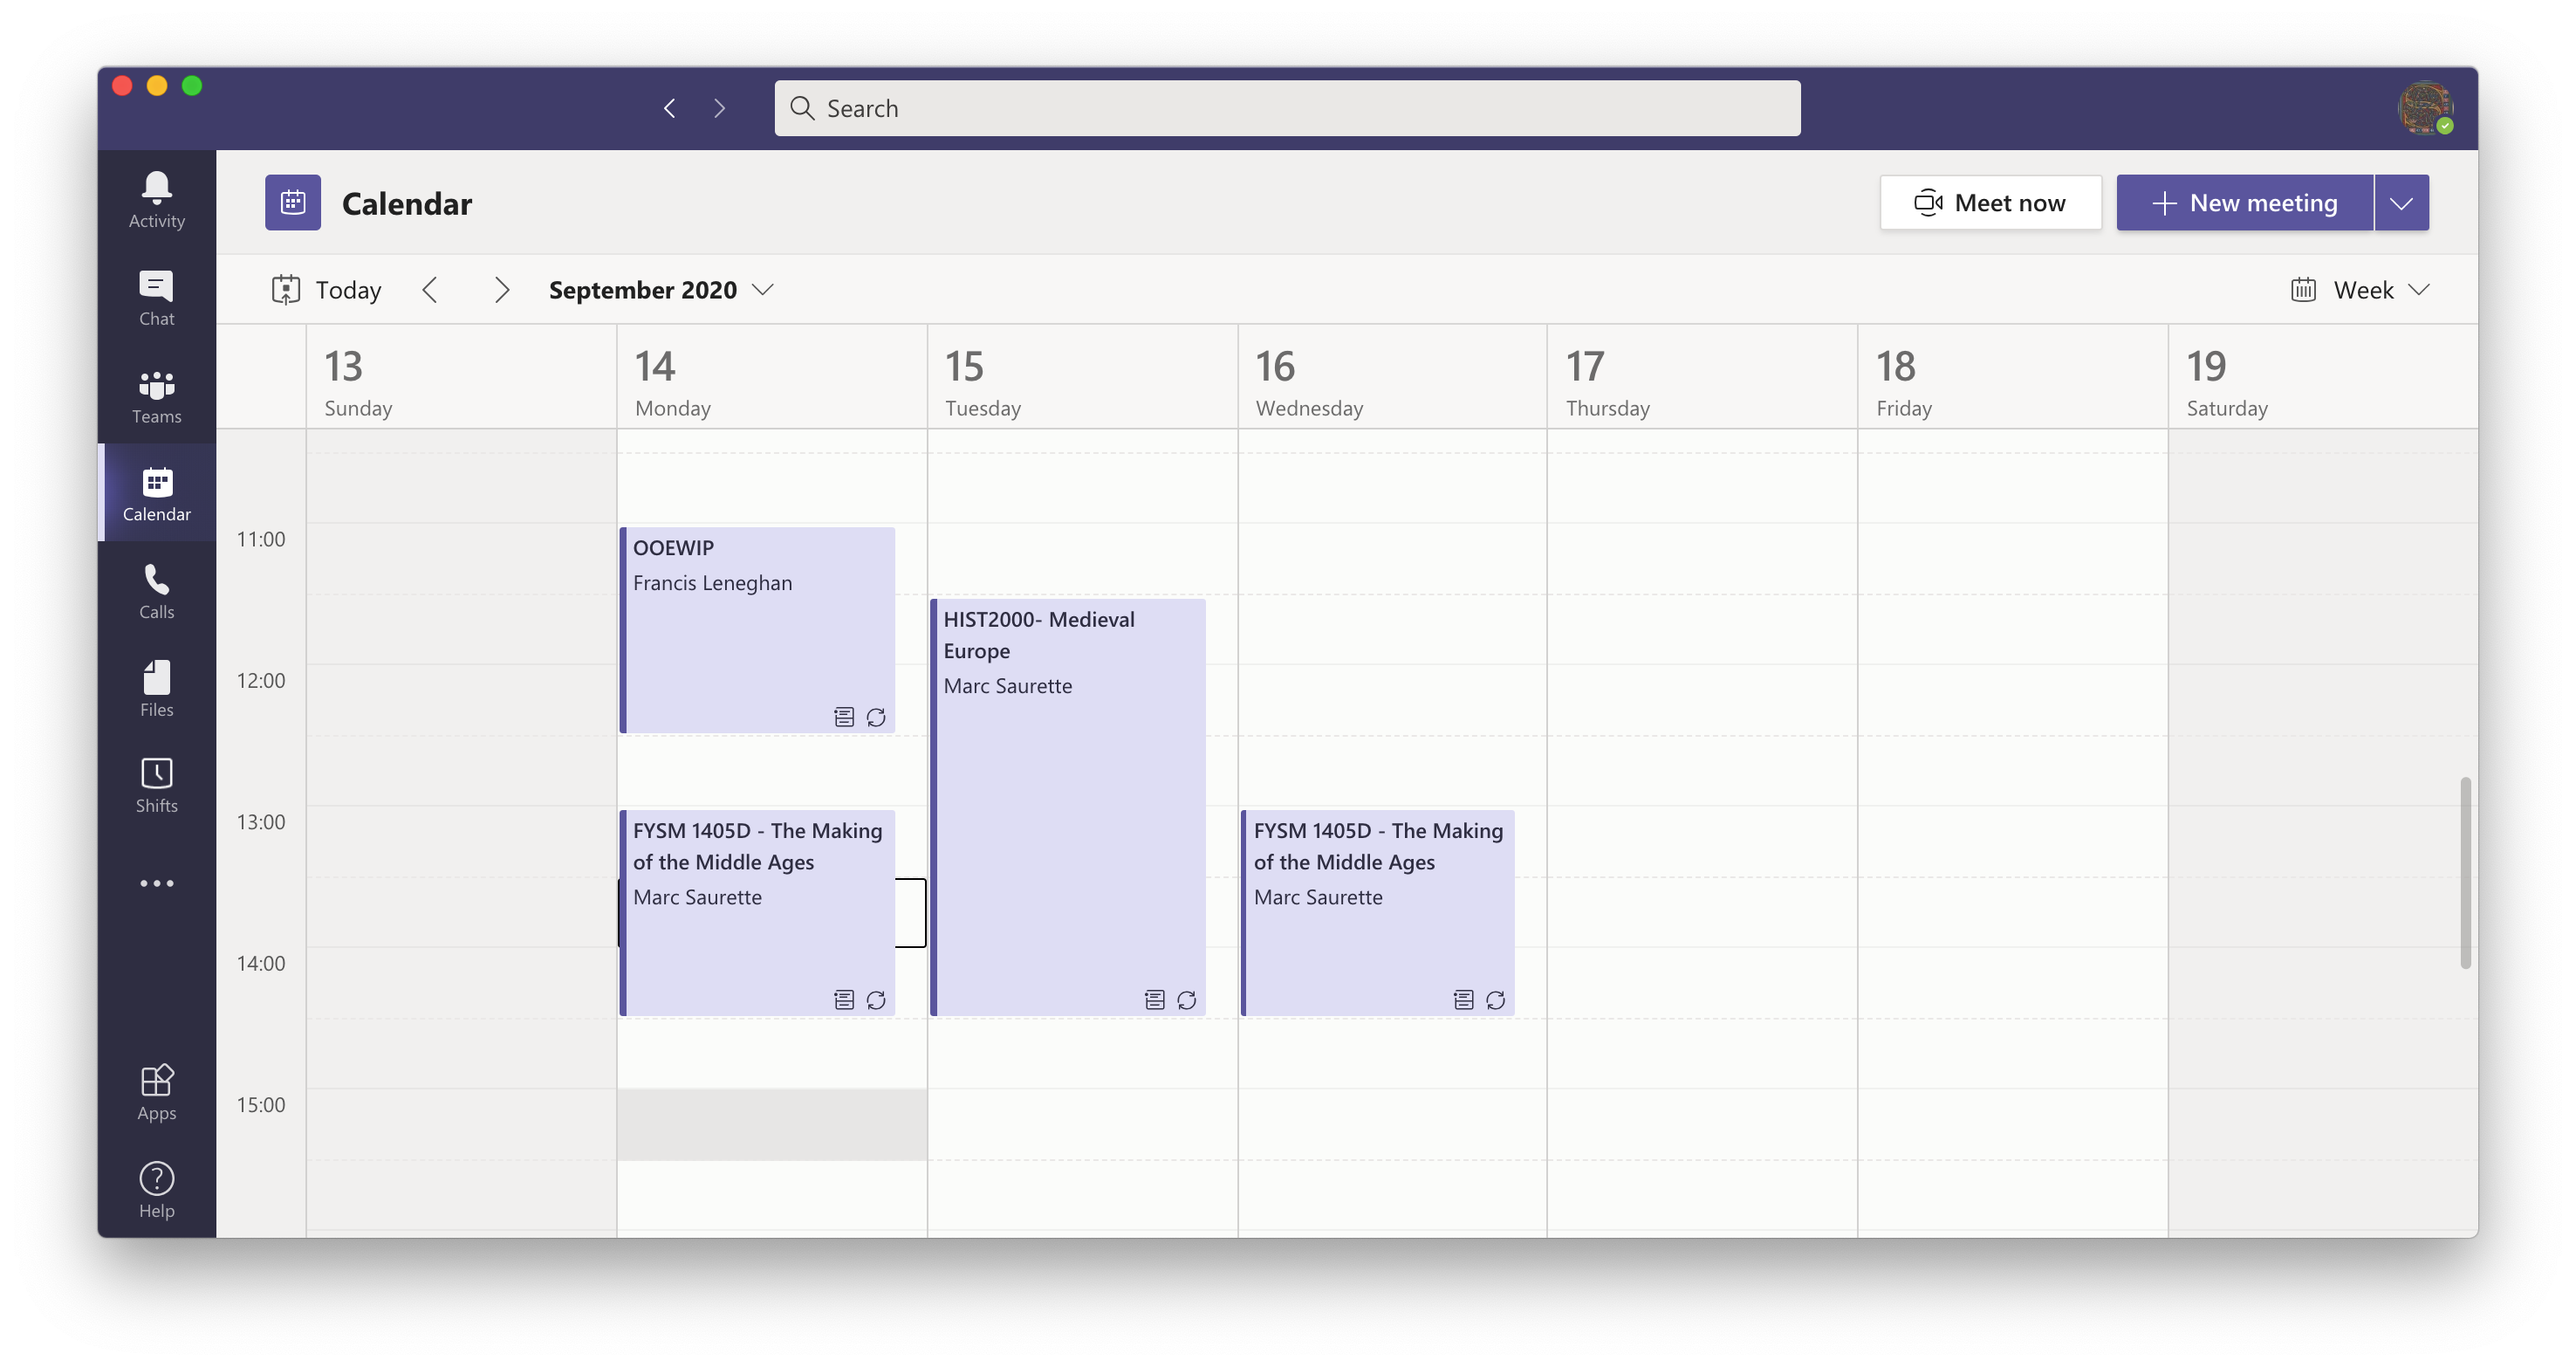 Search
Activity
Chat
Teams
Calendar
Calls
Files
Shifts
Apps
Help
Calendar
Meet now
New meeting
Today
September 2020
Week
13
Sunday
14
Monday
15
Tuesday
16
Wednesday
17
Thursday
18
Friday
19
Saturday
11:00
12:00
13:00
14:00
15:00
OOEWIP
Francis Leneghan
FYSM 1405D - The Making
of the Middle Ages
Marc Saurette
HIST2000- Medieval
Europe
Marc Saurette
FYSM 1405D - The Making
of the Middle Ages
Marc Saurette